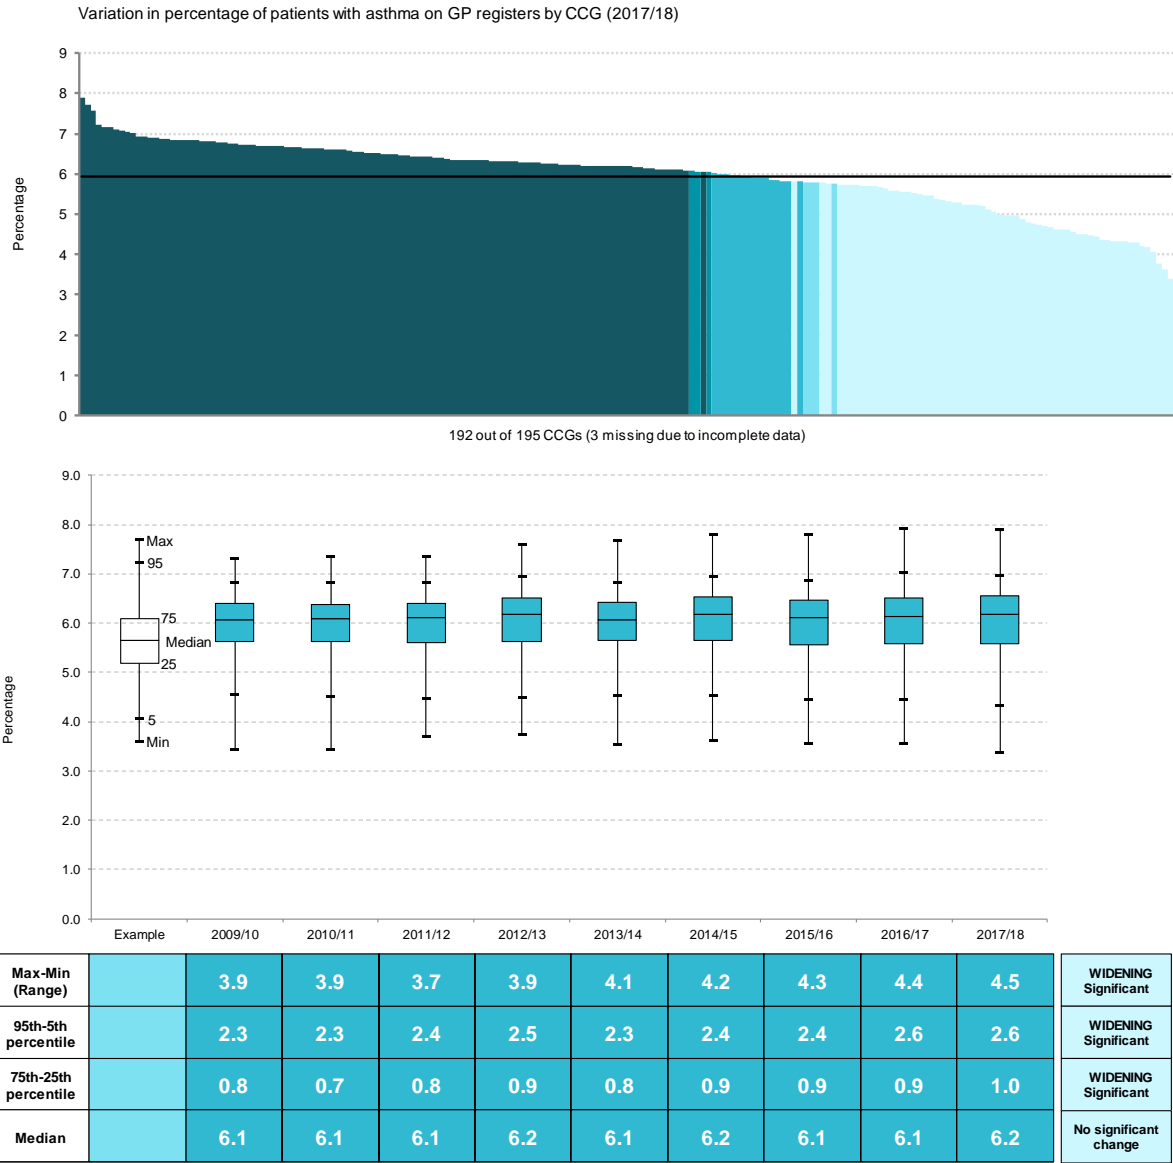 Variation in percentage of patients with asthma on GP registers by CCG (2017/18)
9
8
7
6
5
4
3
2
1
0
Percentage
192 out of 195 CCGs (3 missing due to incomplete data)
9.0
8.0
7.0
6.0
5.0
4.0
3.0
2.0
1.0
0.0
Percentage
Max
95
75
Median
25
5
Min
Example 2009/10 2010/11 2011/12 2012/13 2013/14 2014/15 2015/16 2016/17 2017/18
Max-Min
(Range)
3.9 3.9 3.7 3.9 4.1 4.2 4.3 4.4 4.5
WIDENING
Significant
95th-5th
percentile
2.3 2.3 2.4 2.5 2.3 2.4 2.4 2.6 2.6
WIDENING
Significant
75th-25th
percentile
0.8 0.7 0.8 0.9 0.8 0.9 0.9 0.9 1.0
WIDENING
Significant
Median
6.1 6.1 6.1 6.2 6.1 6.2 6.1 6.1 6.2
No significant
change